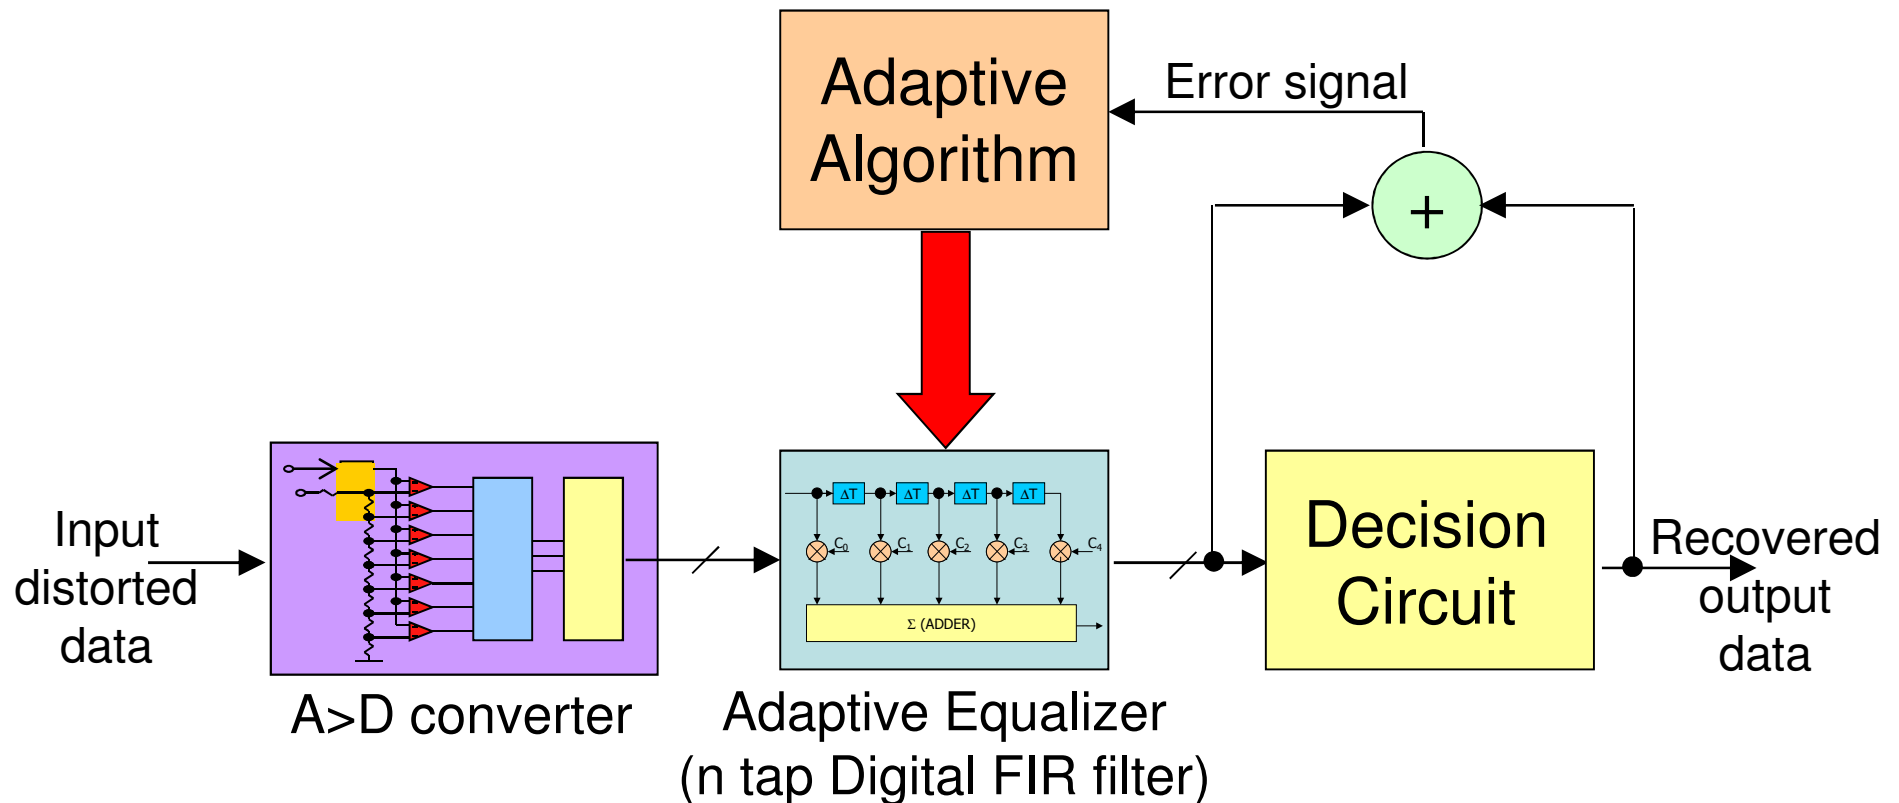 Adaptive
Algorithm
Error signal
+
Input
distorted
data
A>D converter
ΔT ΔT ΔT ΔT
C0 C1 C2 C3 C4
Σ (ADDER)
Adaptive Equalizer
(n tap Digital FIR filter)
Decision
Circuit
Recovered
output
data